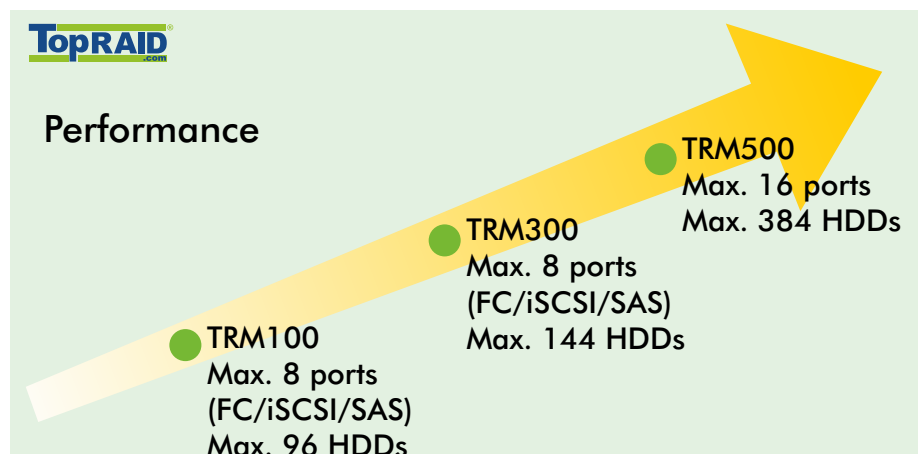 TopRAID®
.com
Performance
TRM500
Max. 16 ports
Max. 384 HDDs
TRM300
Max. 8 ports
(FC/iSCSI/SAS)
Max. 144 HDDs
TRM100
Max. 8 ports
(FC/iSCSI/SAS)
Max. 96 HDDs